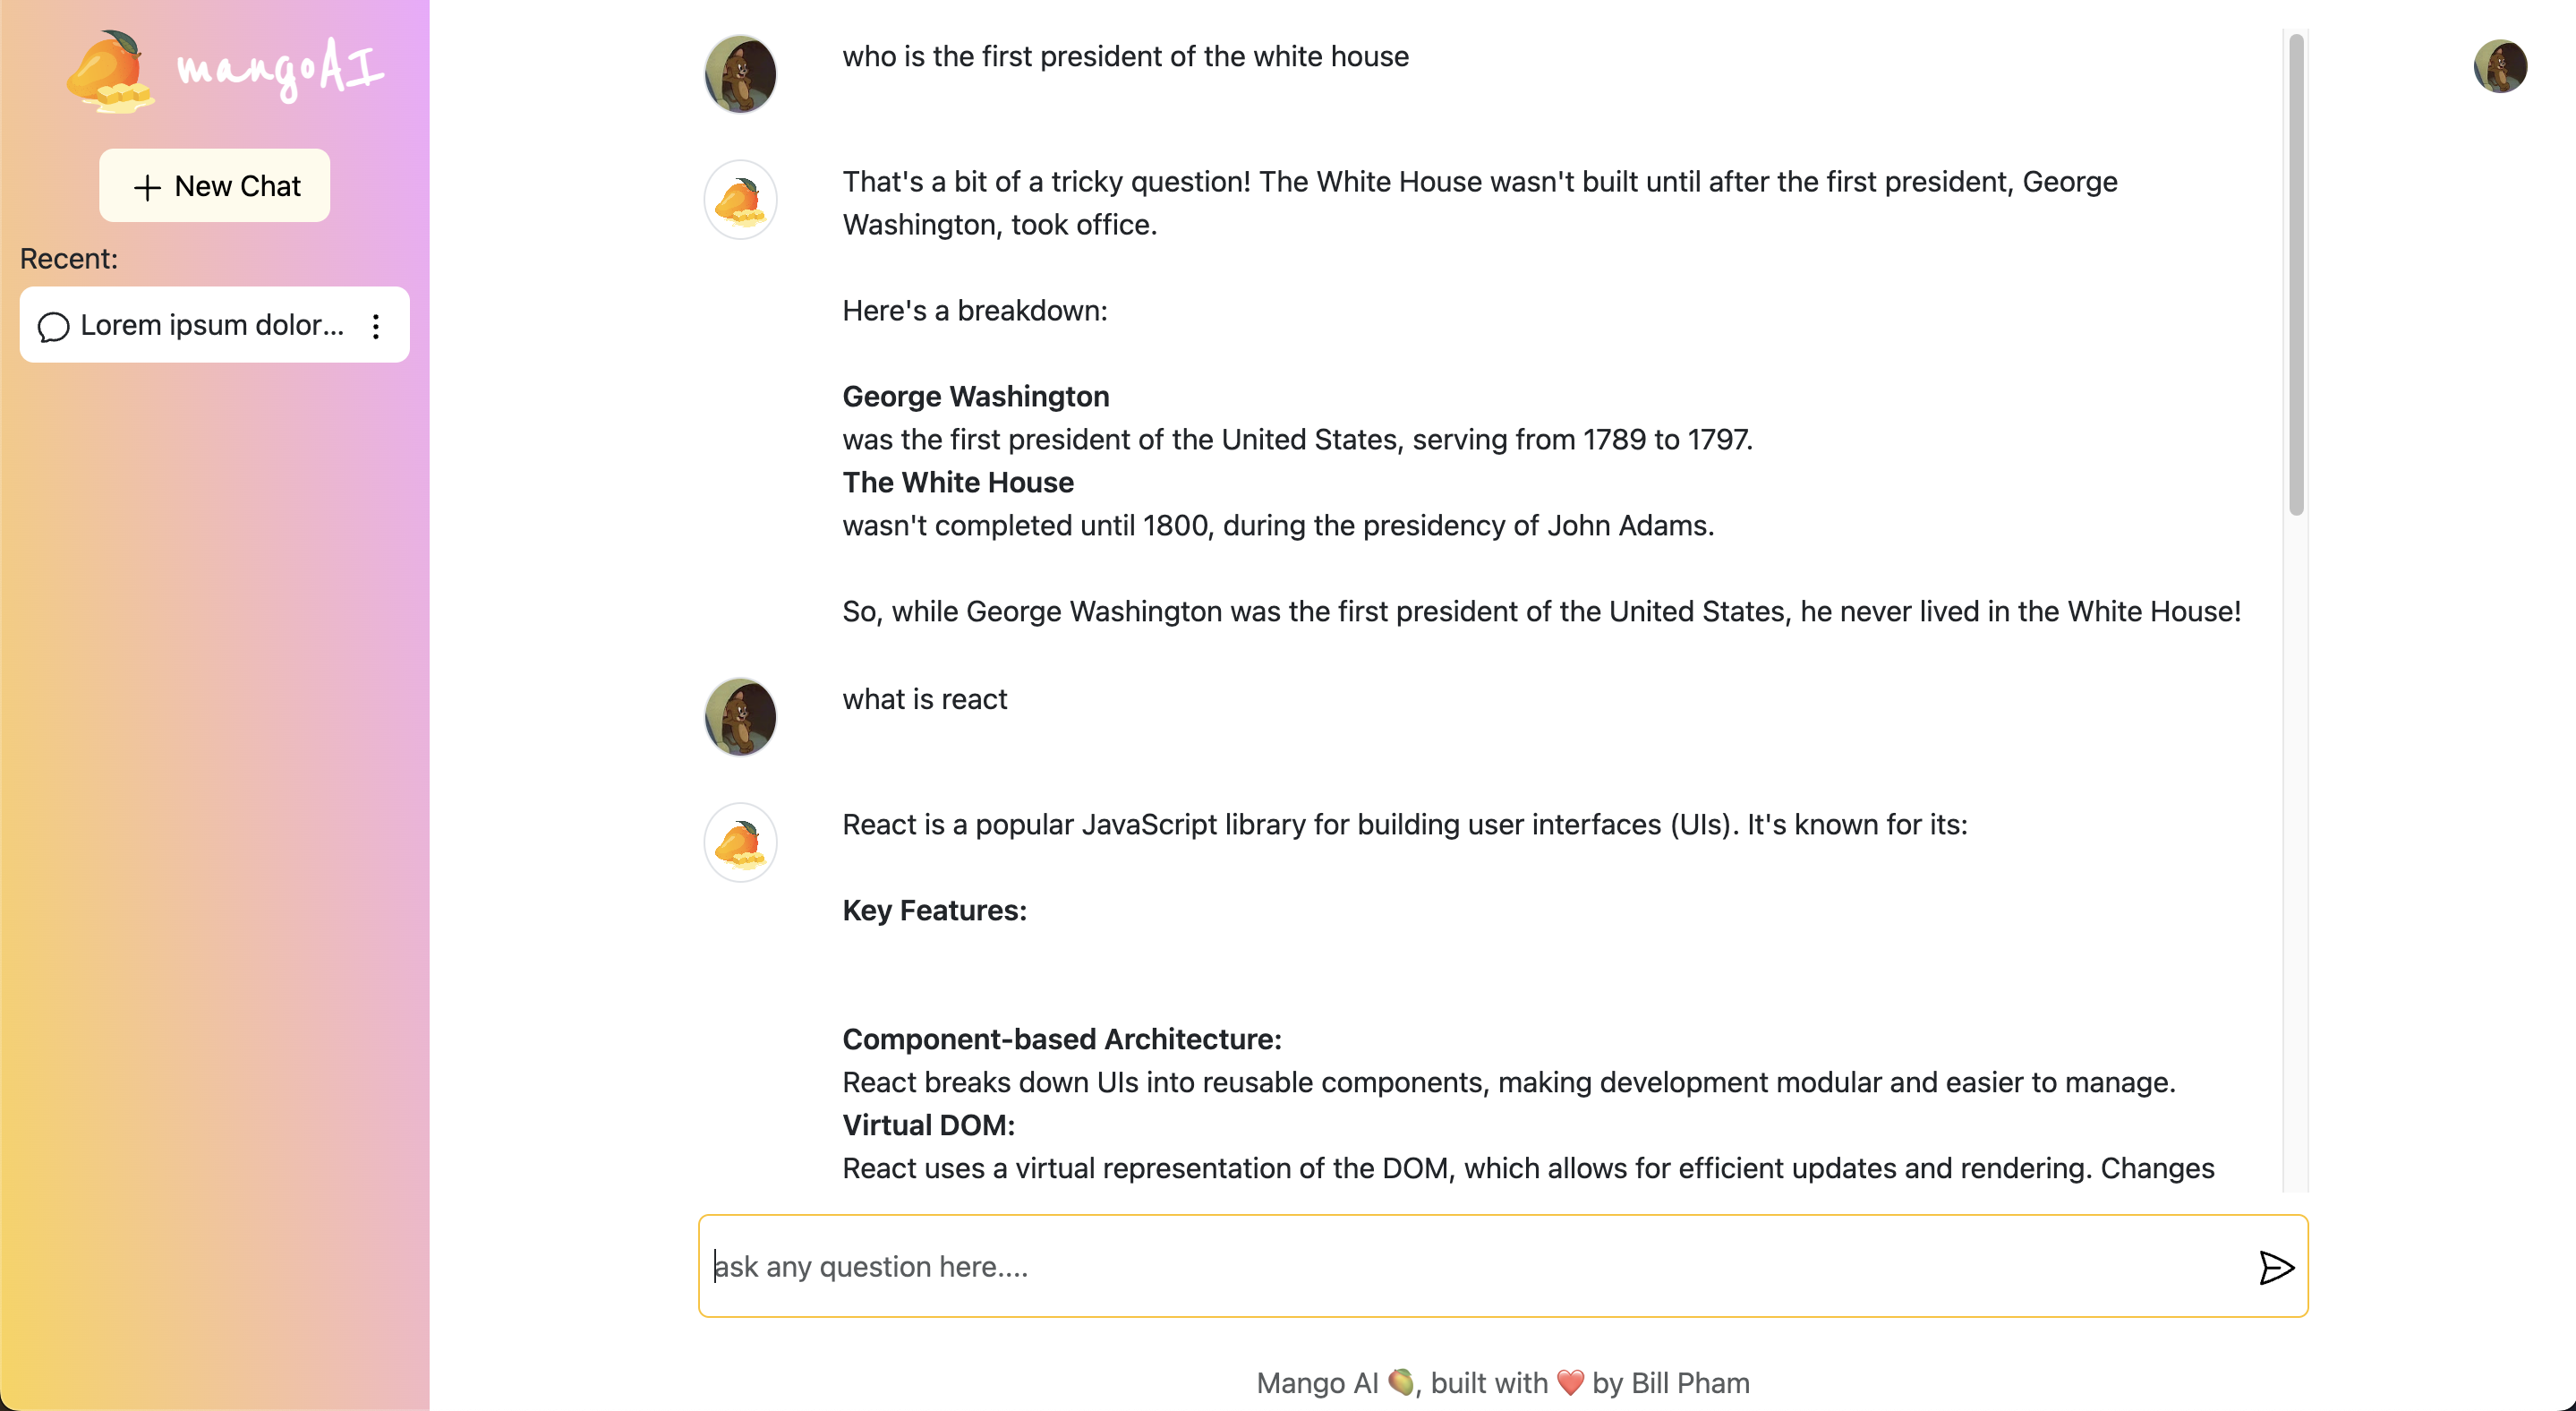 mangoAI
New Chat
Recent:
Lorem ipsum dolor...
who is the first president of the white house
That's a bit of a tricky question! The White House wasn't built until after the first president, George
Washington, took office.
Here's a breakdown:
George Washington
was the first president of the United States, serving from 1789 to 1797.
The White House
wasn't completed until 1800, during the presidency of John Adams.
So, while George Washington was the first president of the United States, he never lived in the White House!
what is react
React is a popular JavaScript library for building user interfaces (UIs). It's known for its:
Key Features:
Component-based Architecture:
React breaks down UIs into reusable components, making development modular and easier to manage.
Virtual DOM:
React uses a virtual representation of the DOM, which allows for efficient updates and rendering. Changes
ask any question here....
Mango AI 🥭, built with ❤️ by Bill Pham